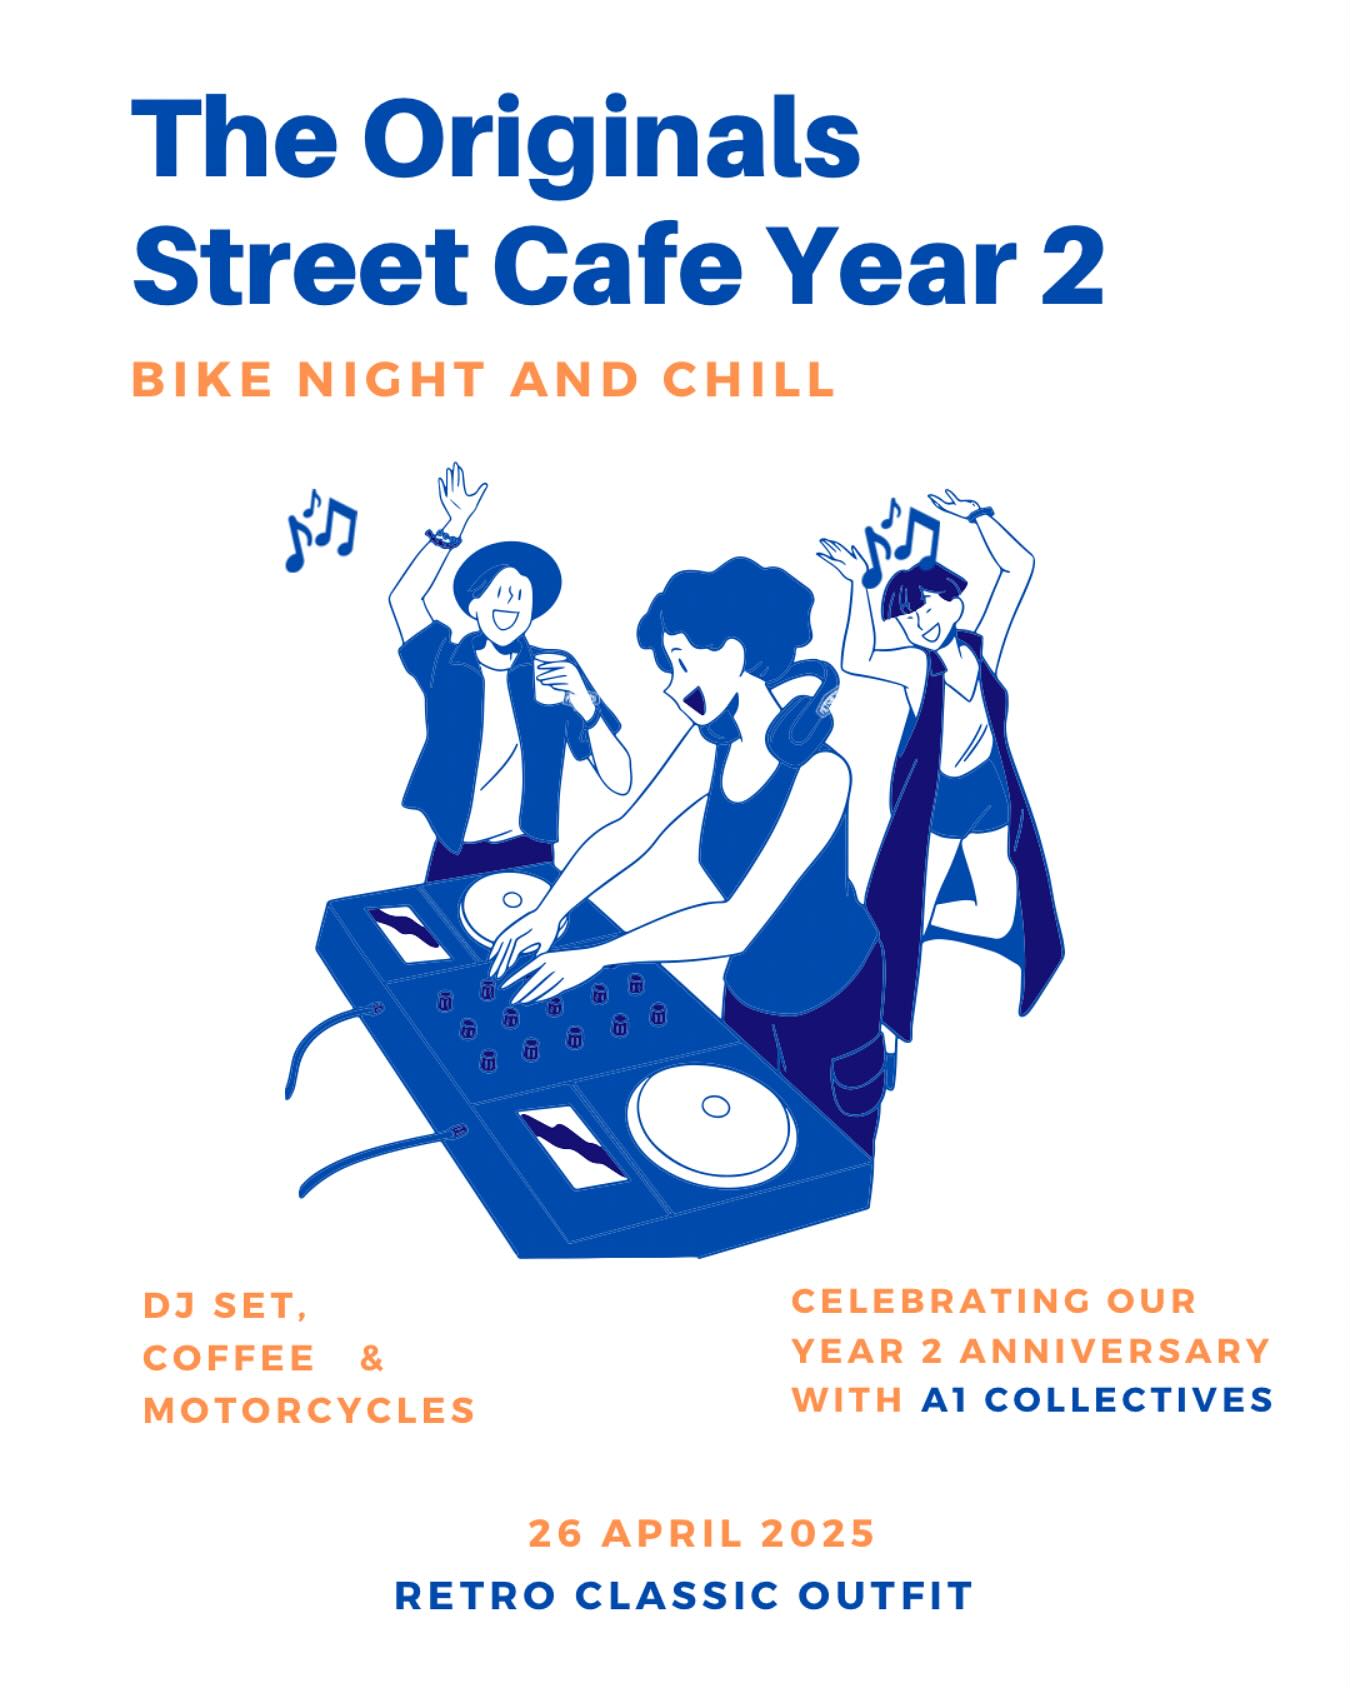 The Originals
Street Cafe Year 2
BIKE NIGHT AND CHILL
DJ SET,
COFFEE &
MOTORCYCLES
CELEBRATING OUR
YEAR 2 ANNIVERSARY
WITH A1 COLLECTIVES
26 APRIL 2025
RETRO CLASSIC OUTFIT